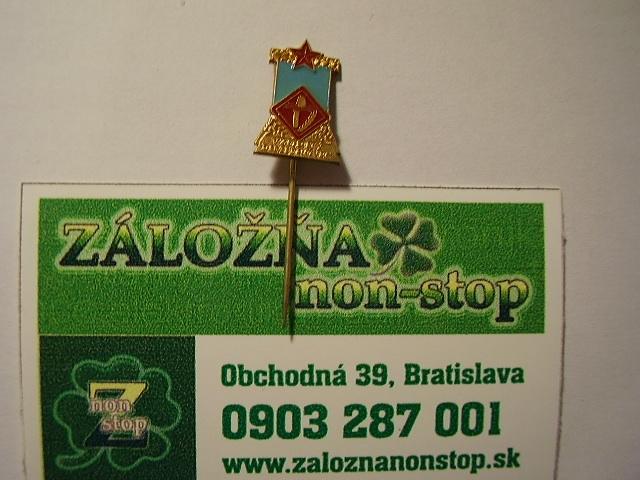 ZÁLOŽŇA
non-stop
Z
non
stop
Obchodná 39, Bratislava
0903 287 001
www.zaloznanonstop.sk